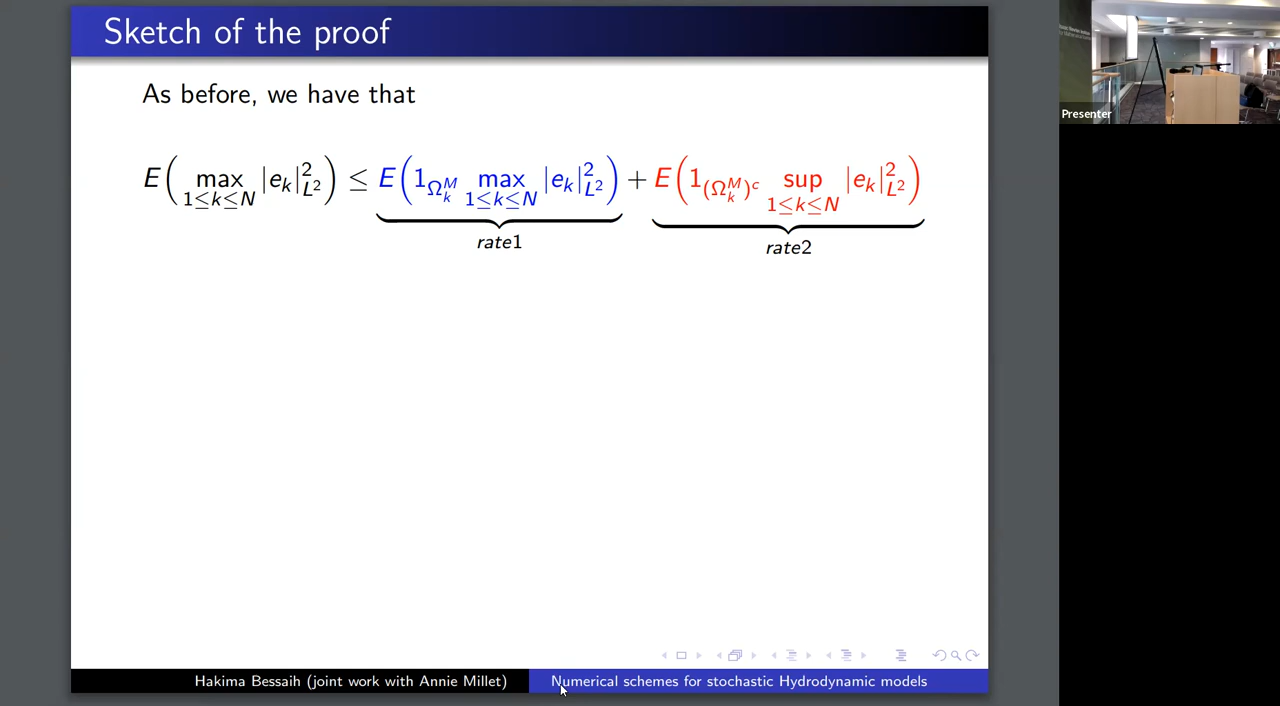 Sketch of the proof
As before, we have that
E( max_{1≤k≤N} |e_k|²_{L²} ) ≤ E( 1_{Ω_k^M} max_{1≤k≤N} |e_k|²_{L²} ) + E( 1_{(Ω_k^M)^c} sup_{1≤k≤N} |e_k|²_{L²} )
rate1
rate2
Hakima Bessaih (joint work with Annie Millet)
Numerical schemes for stochastic Hydrodynamic models
Presenter